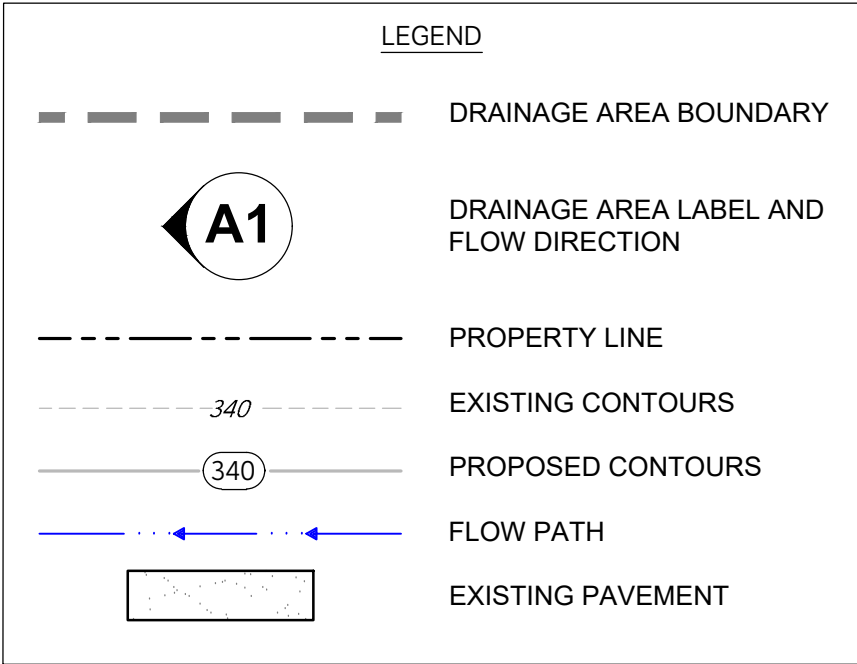 LEGEND
DRAINAGE AREA BOUNDARY
A1
DRAINAGE AREA LABEL AND
FLOW DIRECTION
PROPERTY LINE
340
EXISTING CONTOURS
340
PROPOSED CONTOURS
FLOW PATH
EXISTING PAVEMENT